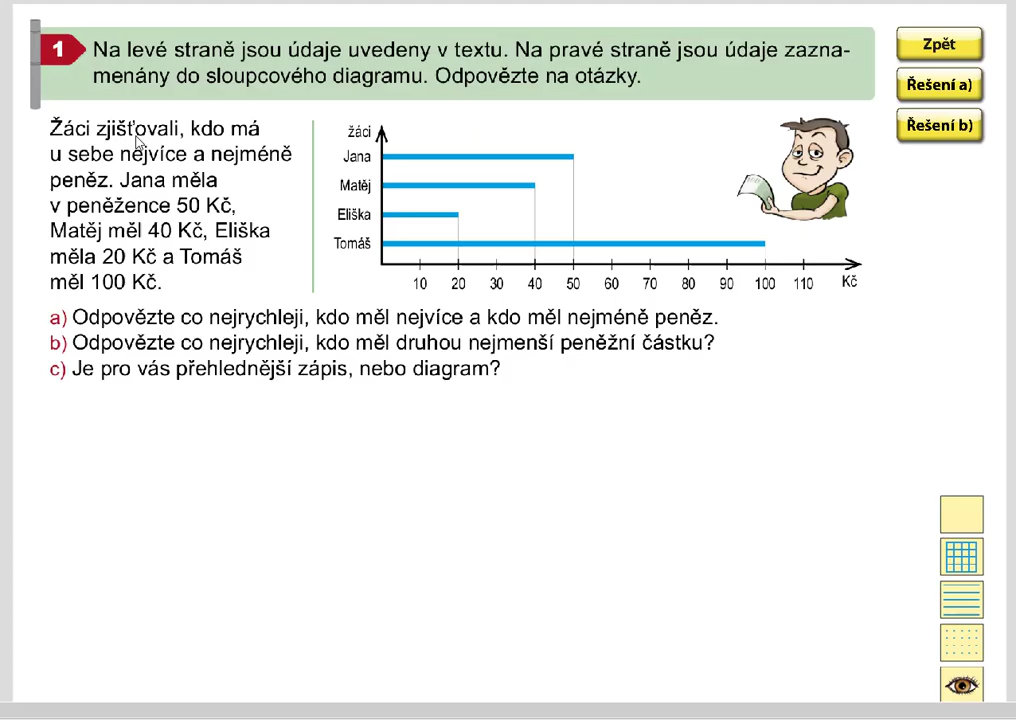 1 Na levé straně jsou údaje uvedeny v textu. Na pravé straně jsou údaje zazna-
menány do sloupcového diagramu. Odpovězte na otázky.
Zpět
Řešení a)
Řešení b)
Žáci zjišťovali, kdo má
u sebe nejvíce a nejméně
peněz. Jana měla
v peněžence 50 Kč,
Matěj měl 40 Kč, Eliška
měla 20 Kč a Tomáš
měl 100 Kč.
žáci
Jana
Matěj
Eliška
Tomáš
10 20 30 40 50 60 70 80 90 100 110 Kč
a) Odpovězte co nejrychleji, kdo měl nejvíce a kdo měl nejméně peněz.
b) Odpovězte co nejrychleji, kdo měl druhou nejmenší peněžní částku?
c) Je pro vás přehlednější zápis, nebo diagram?